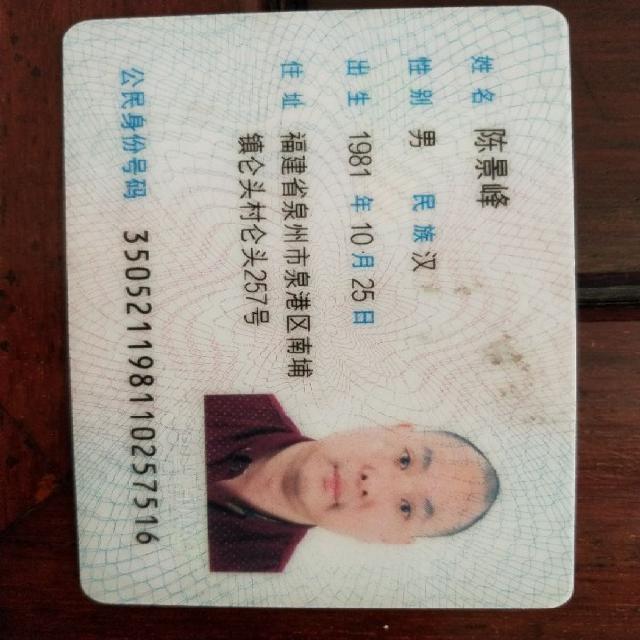 姓名 陈景峰
性别 男 民族 汉
出生 1981 年 10 月 25 日
住址 福建省泉州市泉港区南埔
镇仑头村仑头257号
公民身份号码 350521198110257516